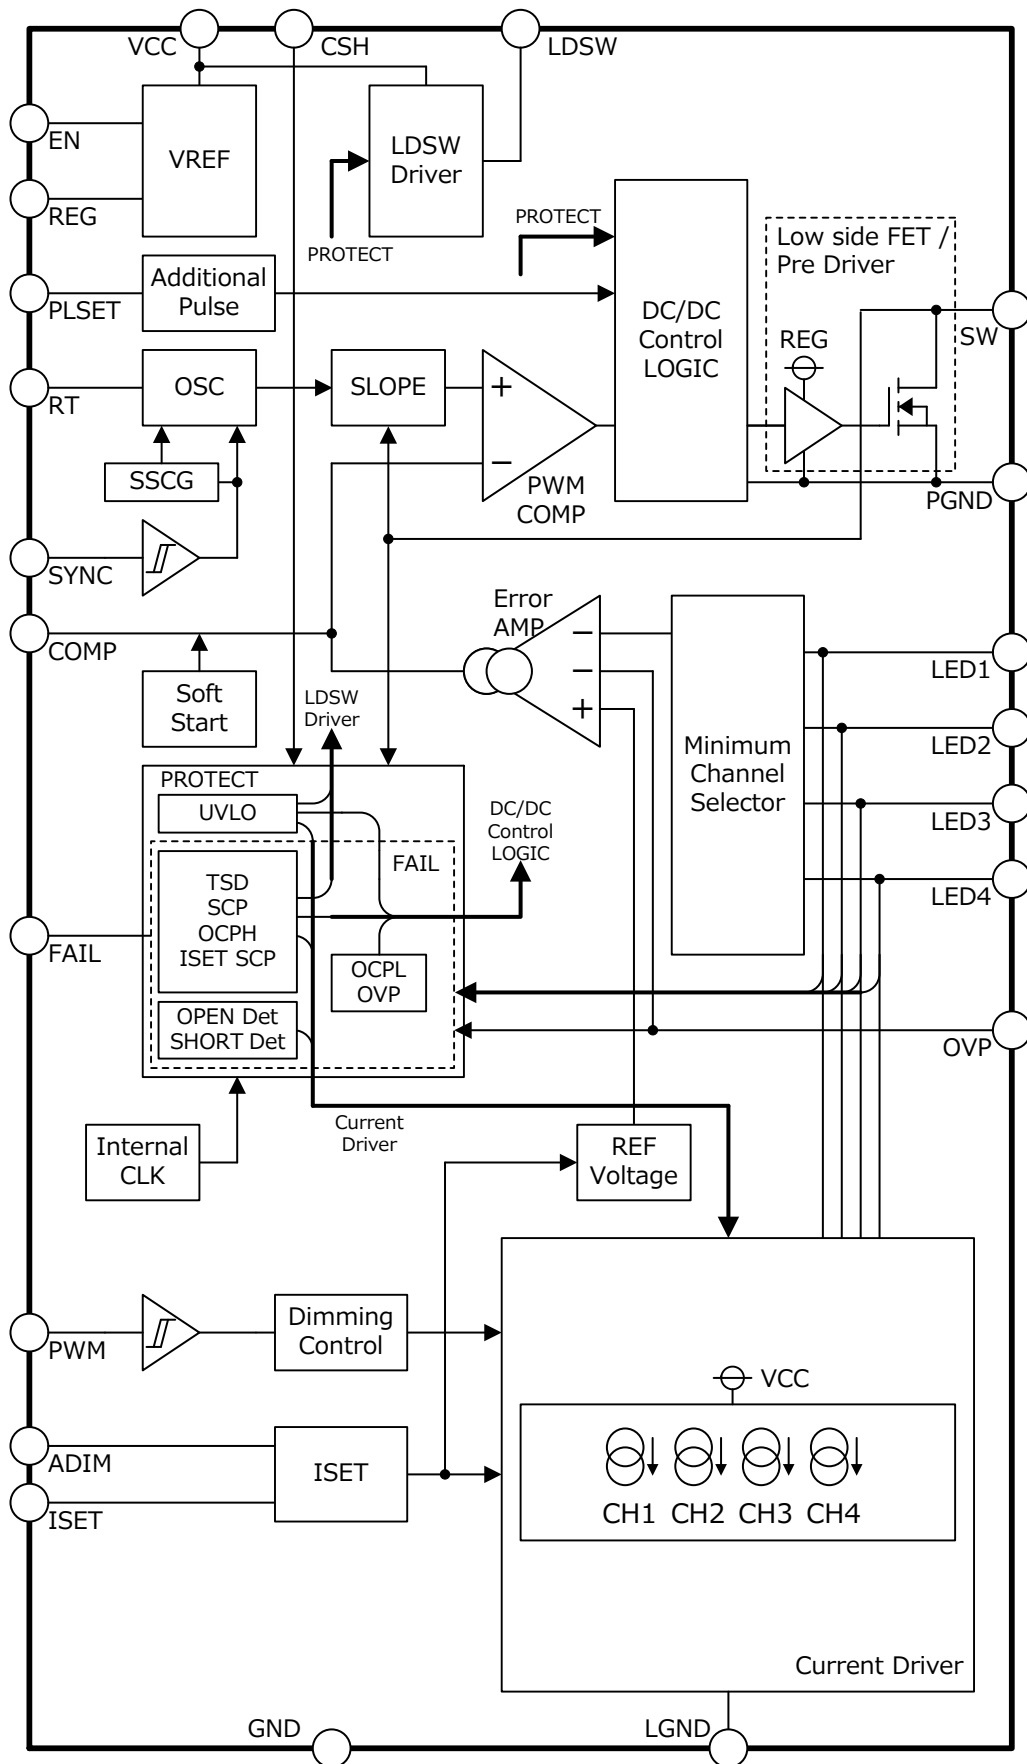 VCC
CSH
LDSW
EN
REG
VREF
LDSW
Driver
PROTECT
PROTECT
PLSET
Additional
Pulse
DC/DC
Control
LOGIC
Low side FET /
Pre Driver
REG
SW
RT
OSC
SLOPE
+
−
PWM
COMP
PGND
SSCG
SYNC
COMP
Soft
Start
Error
AMP
−
−
+
Minimum
Channel
Selector
LED1
LED2
LED3
LED4
LDSW
Driver
PROTECT
UVLO
DC/DC
Control
LOGIC
FAIL
TSD
SCP
OCPH
ISET SCP
OCPL
OVP
OPEN Det
SHORT Det
FAIL
OVP
Current
Driver
Internal
CLK
REF
Voltage
PWM
Dimming
Control
VCC
ADIM
ISET
ISET
CH1 CH2 CH3 CH4
Current Driver
GND
LGND